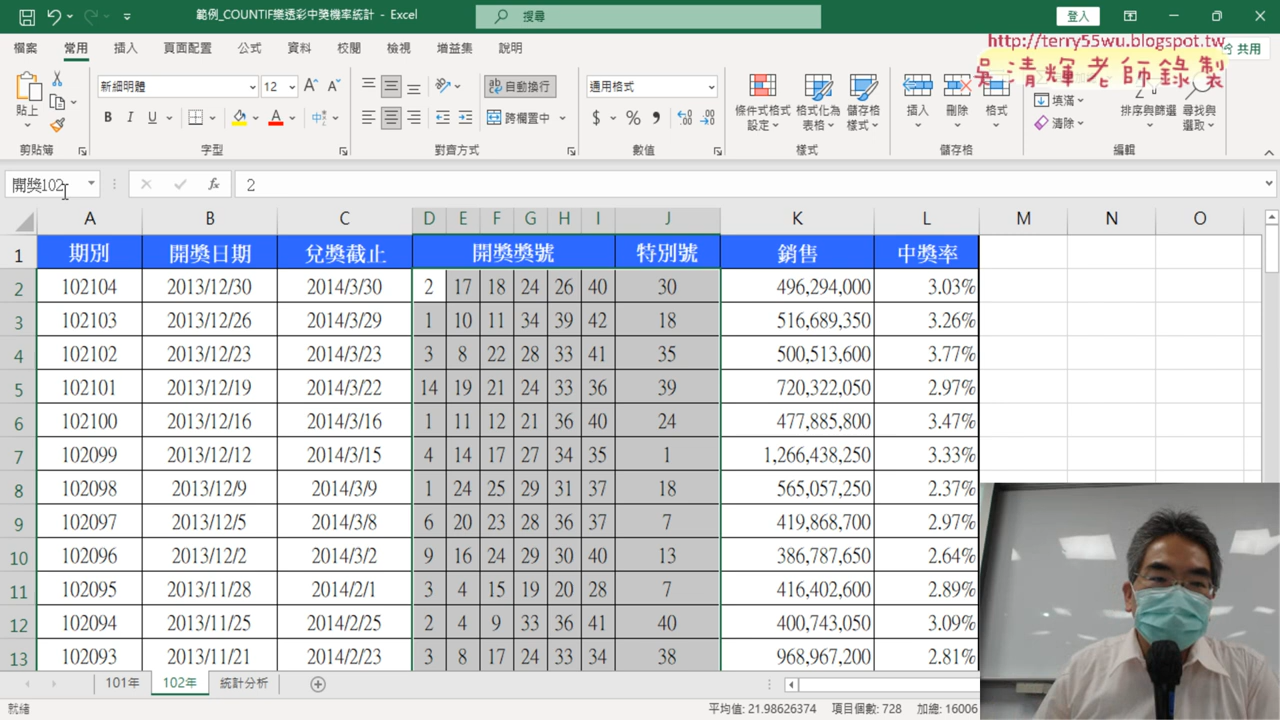 範例_COUNTIF樂透彩中獎機率統計 - Excel
搜尋
登入
http://terry55wu.blogspot.tw
吳清輝老師錄製
檔案 常用 插入 頁面配置 公式 資料 校閱 檢視 增益集 說明
共用
貼上
新細明體 12
B I U
自動換行
跨欄置中
通用格式
條件式格式設定
格式化為表格
儲存格樣式
插入 刪除 格式
填滿
清除
排序與篩選
尋找與選取
剪貼簿 字型 對齊方式 數值 樣式 儲存格 編輯
開獎102 fx 2
A B C D E F G H I J K L M N O
1 期別 開獎日期 兌獎截止 開獎獎號 特別號 銷售 中獎率
2 102104 2013/12/30 2014/3/30 2 17 18 24 26 40 30 496,294,000 3.03%
3 102103 2013/12/26 2014/3/29 1 10 11 34 39 42 18 516,689,350 3.26%
4 102102 2013/12/23 2014/3/23 3 8 22 28 33 41 35 500,513,600 3.77%
5 102101 2013/12/19 2014/3/22 14 19 21 24 33 36 39 720,322,050 2.97%
6 102100 2013/12/16 2014/3/16 1 11 12 21 36 40 24 477,885,800 3.47%
7 102099 2013/12/12 2014/3/15 4 14 17 27 34 35 1 1,266,438,250 3.33%
8 102098 2013/12/9 2014/3/9 1 24 25 29 31 37 18 565,057,250 2.37%
9 102097 2013/12/5 2014/3/8 6 20 23 28 36 37 7 419,868,700 2.97%
10 102096 2013/12/2 2014/3/2 9 16 24 29 30 40 13 386,787,650 2.64%
11 102095 2013/11/28 2014/2/1 3 4 15 19 20 28 7 416,402,600 2.89%
12 102094 2013/11/25 2014/2/25 2 4 9 33 36 41 40 400,743,050 3.09%
13 102093 2013/11/21 2014/2/23 3 8 17 24 33 34 38 968,967,200 2.81%
101年 102年 統計分析
就緒 平均值: 21.98626374 項目個數: 728 加總: 16006